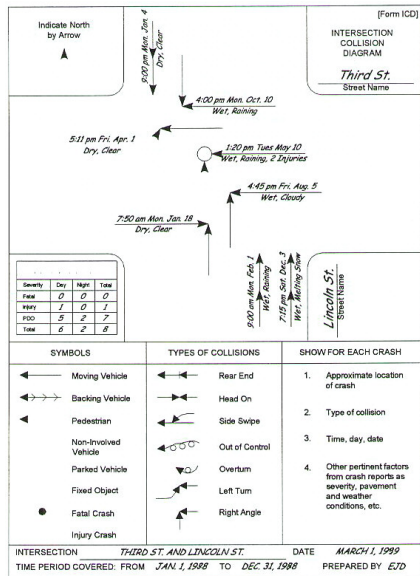 Indicate North
by Arrow
9:00 pm Mon. Jan. 4
Dry, Clear
[Form ICD]
INTERSECTION
COLLISION
DIAGRAM
Third St.
Street Name
4:00 pm Mon. Oct. 10
Wet, Raining
5:11 pm Fri. Apr. 1
Dry, Clear
1:20 pm Tues May 10
Wet, Raining, 2 Injuries
4:45 pm Fri. Aug. 5
Wet, Cloudy
7:50 am Mon. Jan. 18
Dry, Clear
9:00 am Mon. Feb. 1
Wet, Raining
7:15 pm Sat. Dec. 3
Wet, Melting Snow
Lincoln St.
Street Name
Severity Day Night Total
Fatal 0 0 0
Injury 1 0 1
PDO 5 2 7
Total 6 2 8
SYMBOLS
Moving Vehicle
Backing Vehicle
Pedestrian
Non-Involved
Vehicle
Parked Vehicle
Fixed Object
Fatal Crash
Injury Crash
TYPES OF COLLISIONS
Rear End
Head On
Side Swipe
Out of Control
Overturn
Left Turn
Right Angle
SHOW FOR EACH CRASH
1. Approximate location
of crash
2. Type of collision
3. Time, day, date
4. Other pertinent factors
from crash reports as
severity, pavement
and weather
conditions, etc.
INTERSECTION THIRD ST. AND LINCOLN ST. DATE MARCH 1, 1989
TIME PERIOD COVERED: FROM JAN. 1, 1988 TO DEC. 31, 1988 PREPARED BY EJD